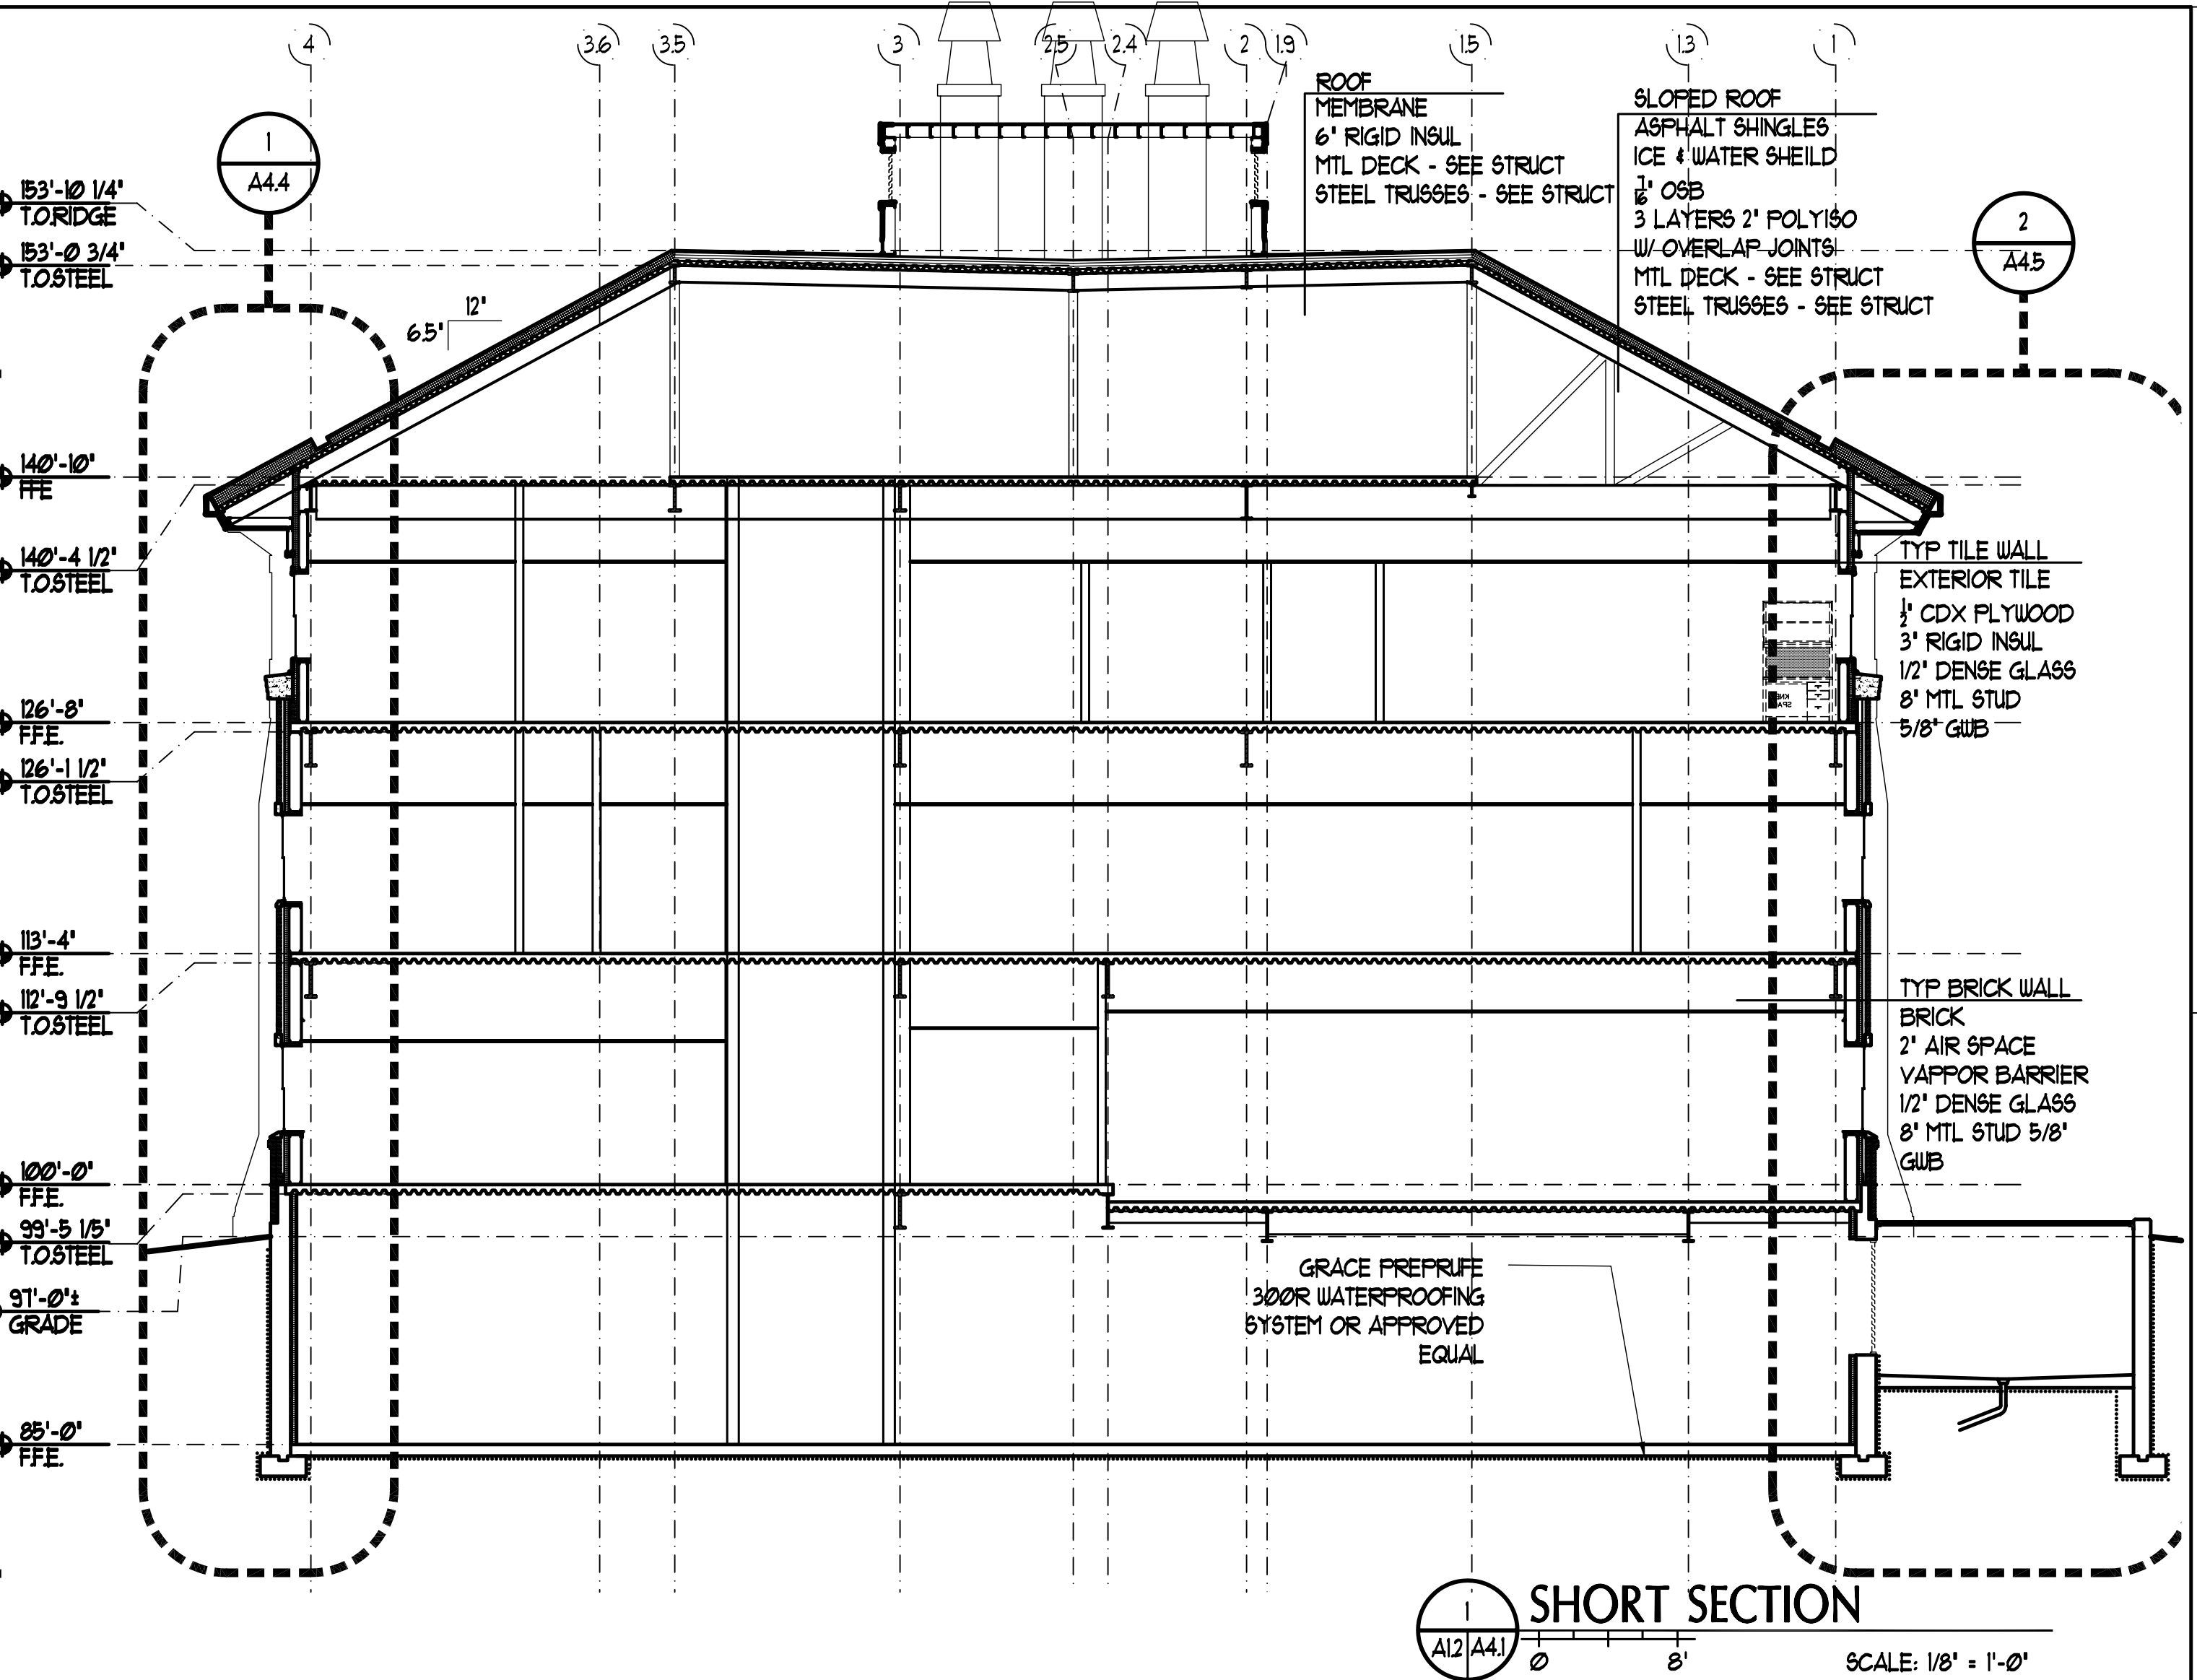 4
3.6
3.5
3
2.5
2.4
2
1.9
1.5
1.3
1
1
A4.4
2
A4.5
ROOF
MEMBRANE
6" RIGID INSUL
MTL DECK - SEE STRUCT
STEEL TRUSSES - SEE STRUCT
SLOPED ROOF
ASPHALT SHINGLES
ICE & WATER SHEILD
7/16" OSB
3 LAYERS 2" POLYISO
W/ OVERLAP JOINTS
MTL DECK - SEE STRUCT
STEEL TRUSSES - SEE STRUCT
153'-10 1/4"
T.O.RIDGE
153'-0 3/4"
T.O.STEEL
12"
6.5"
140'-10"
FFE
140'-4 1/2"
T.O.STEEL
126'-8"
F.F.E.
126'-1 1/2"
T.O.STEEL
113'-4"
F.F.E.
112'-9 1/2"
T.O.STEEL
100'-0"
F.F.E.
99'-5 1/5"
T.O.STEEL
97'-0"±
GRADE
85'-0"
F.F.E.
TYP TILE WALL
EXTERIOR TILE
1/2" CDX PLYWOOD
3" RIGID INSUL
1/2" DENSE GLASS
8" MTL STUD
5/8" GWB
TYP BRICK WALL
BRICK
2" AIR SPACE
VAPPOR BARRIER
1/2" DENSE GLASS
8" MTL STUD 5/8"
GWB
GRACE PREPRUFE
300R WATERPROOFING
SYSTEM OR APPROVED
EQUAL
1
A1.2 A4.1
SHORT SECTION
0 8'
SCALE: 1/8" = 1'-0"